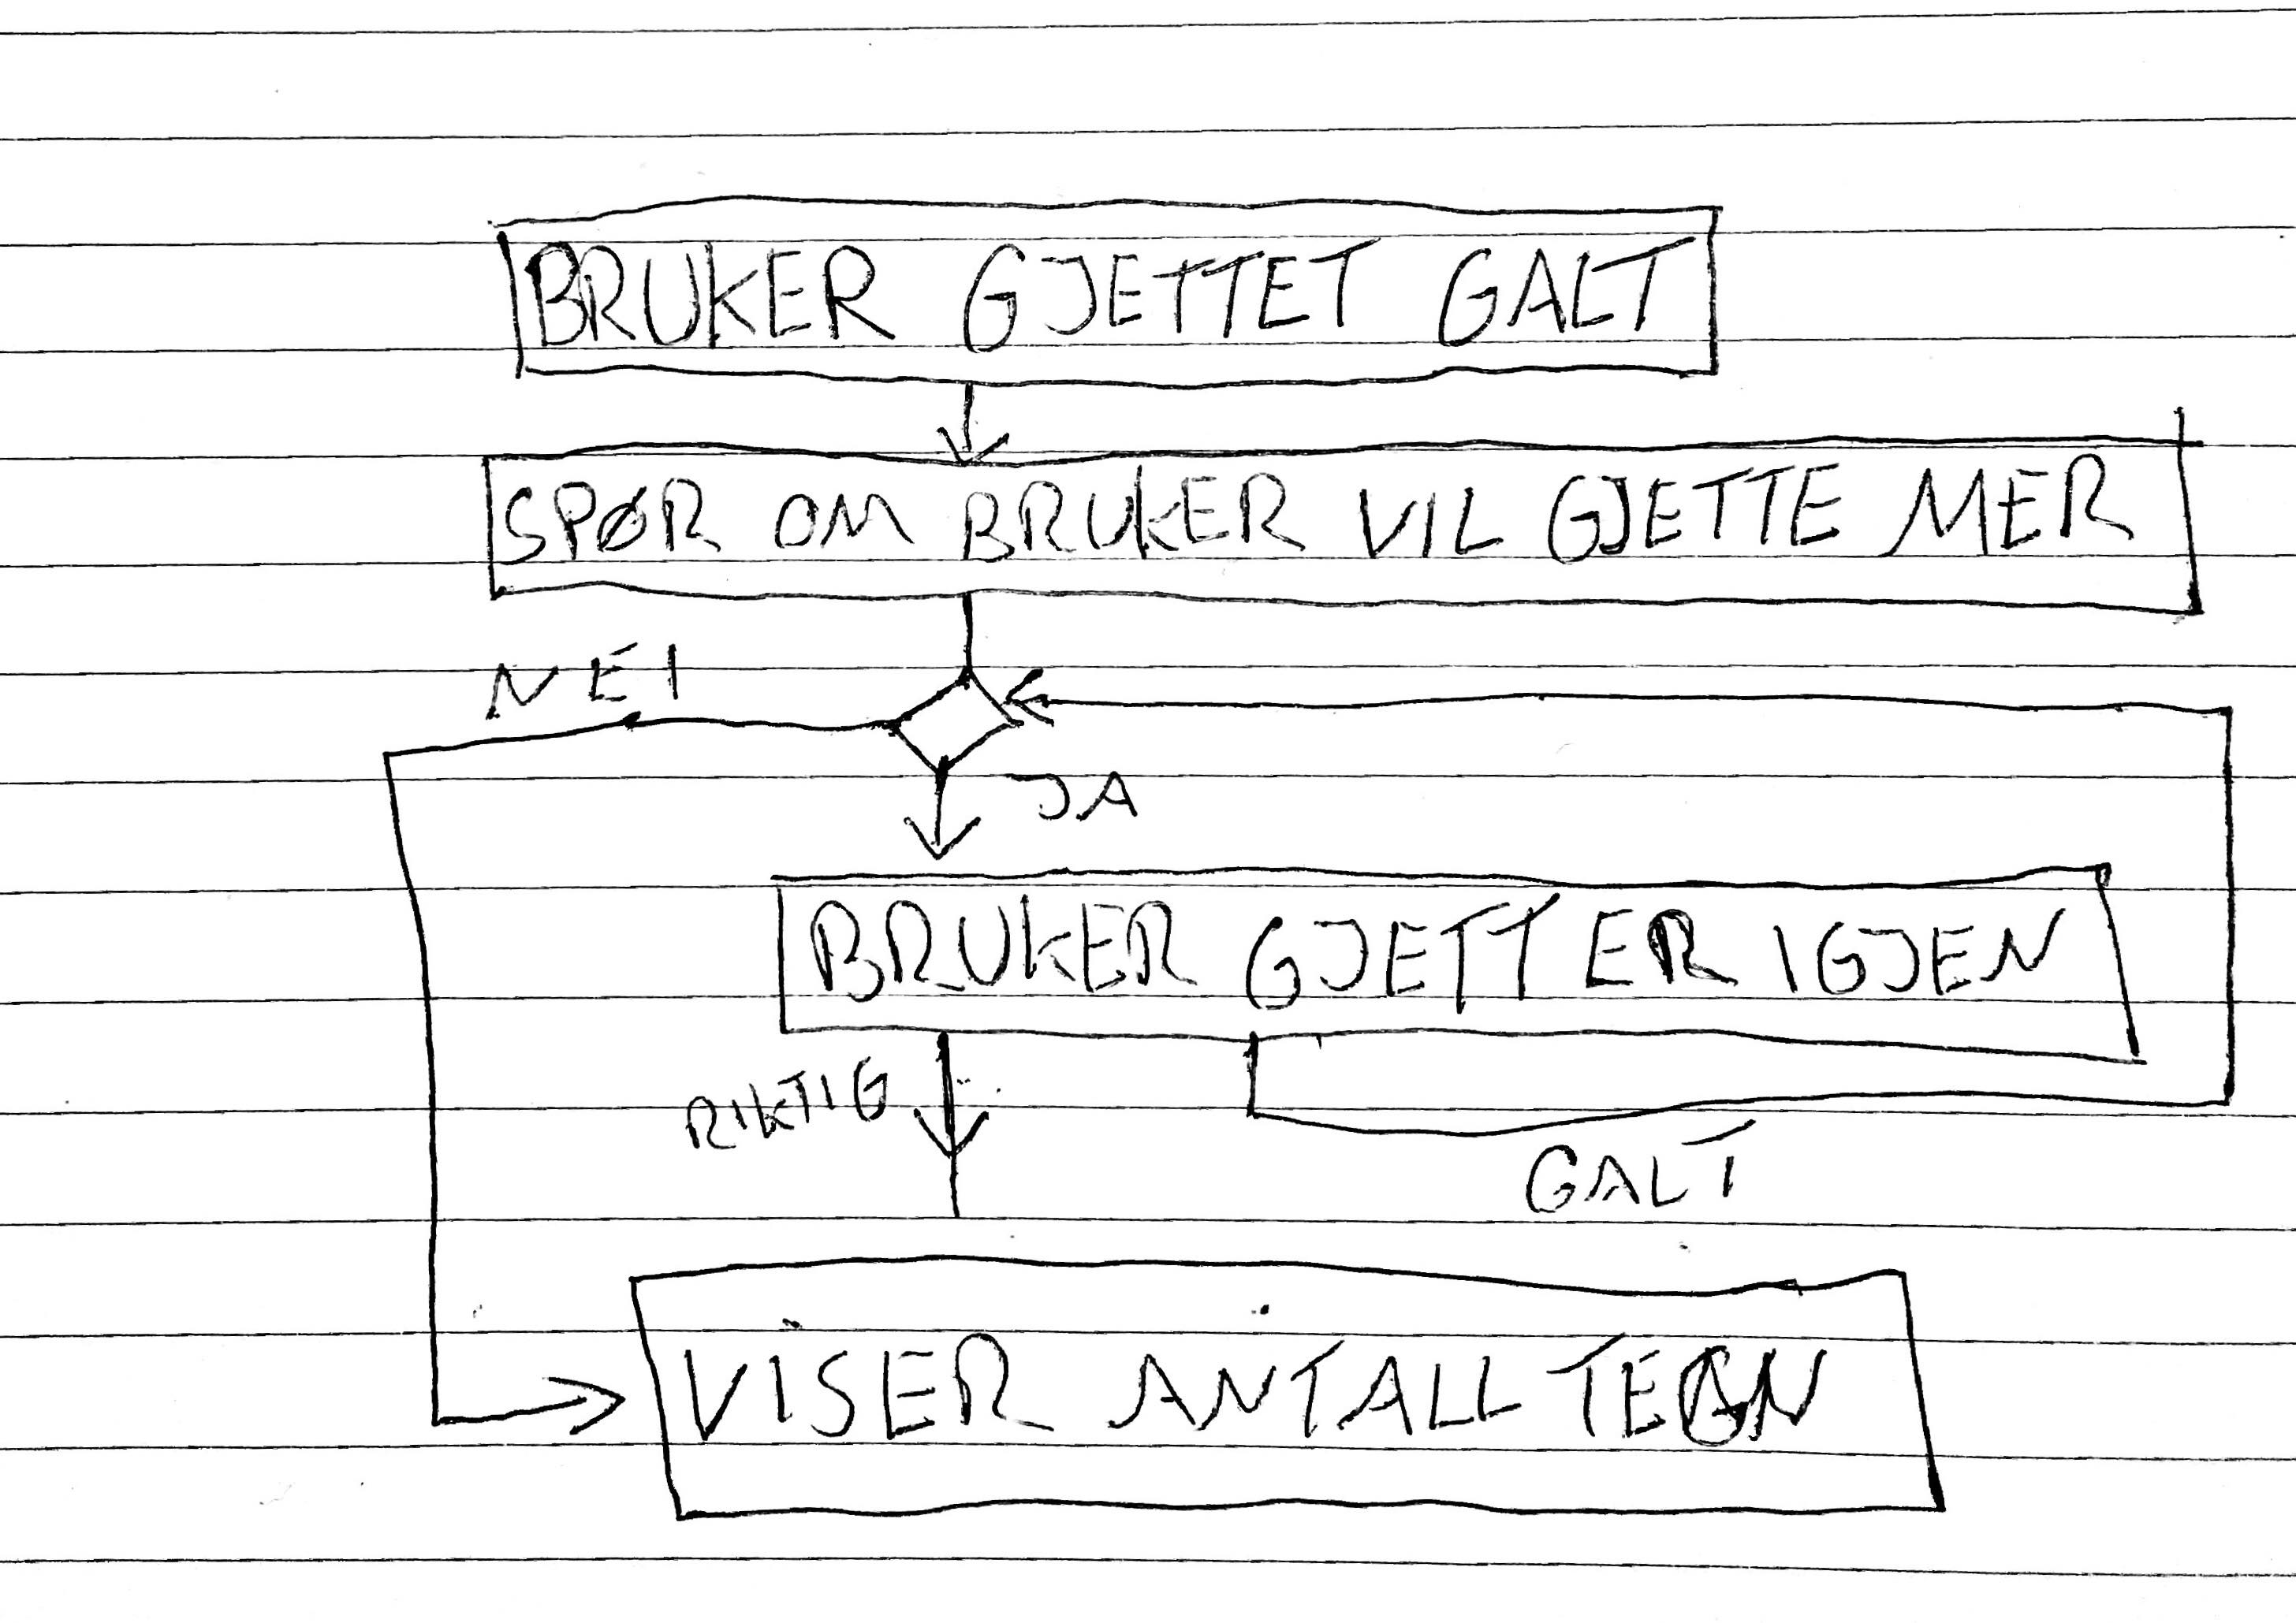 BRUKER GJETTET GALT
SPØR OM BRUKER VIL GJETTE MER
NEI
JA
BRUKER GJETTER IGJEN
RIKTIG
GALT
VISER ANTALL TEGN